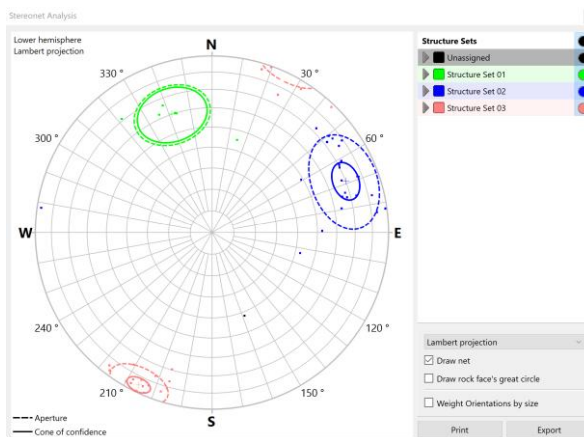 Stereonet Analysis
Lower hemisphere
Lambert projection
N
330 °
30 °
300 °
60 °
W
E
240 °
120 °
210 °
150 °
S
Aperture
Cone of confidence
Structure Sets
Unassigned
Structure Set 01
Structure Set 02
Structure Set 03
Lambert projection
Draw net
Draw rock face's great circle
Weight Orientations by size
Print
Export